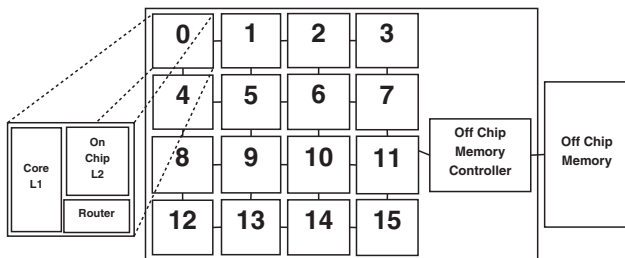 0 1 2 3
4 5 6 7
8 9 10 11
12 13 14 15
Core
L1
On
Chip
L2
Router
Off Chip
Memory
Controller
Off Chip
Memory